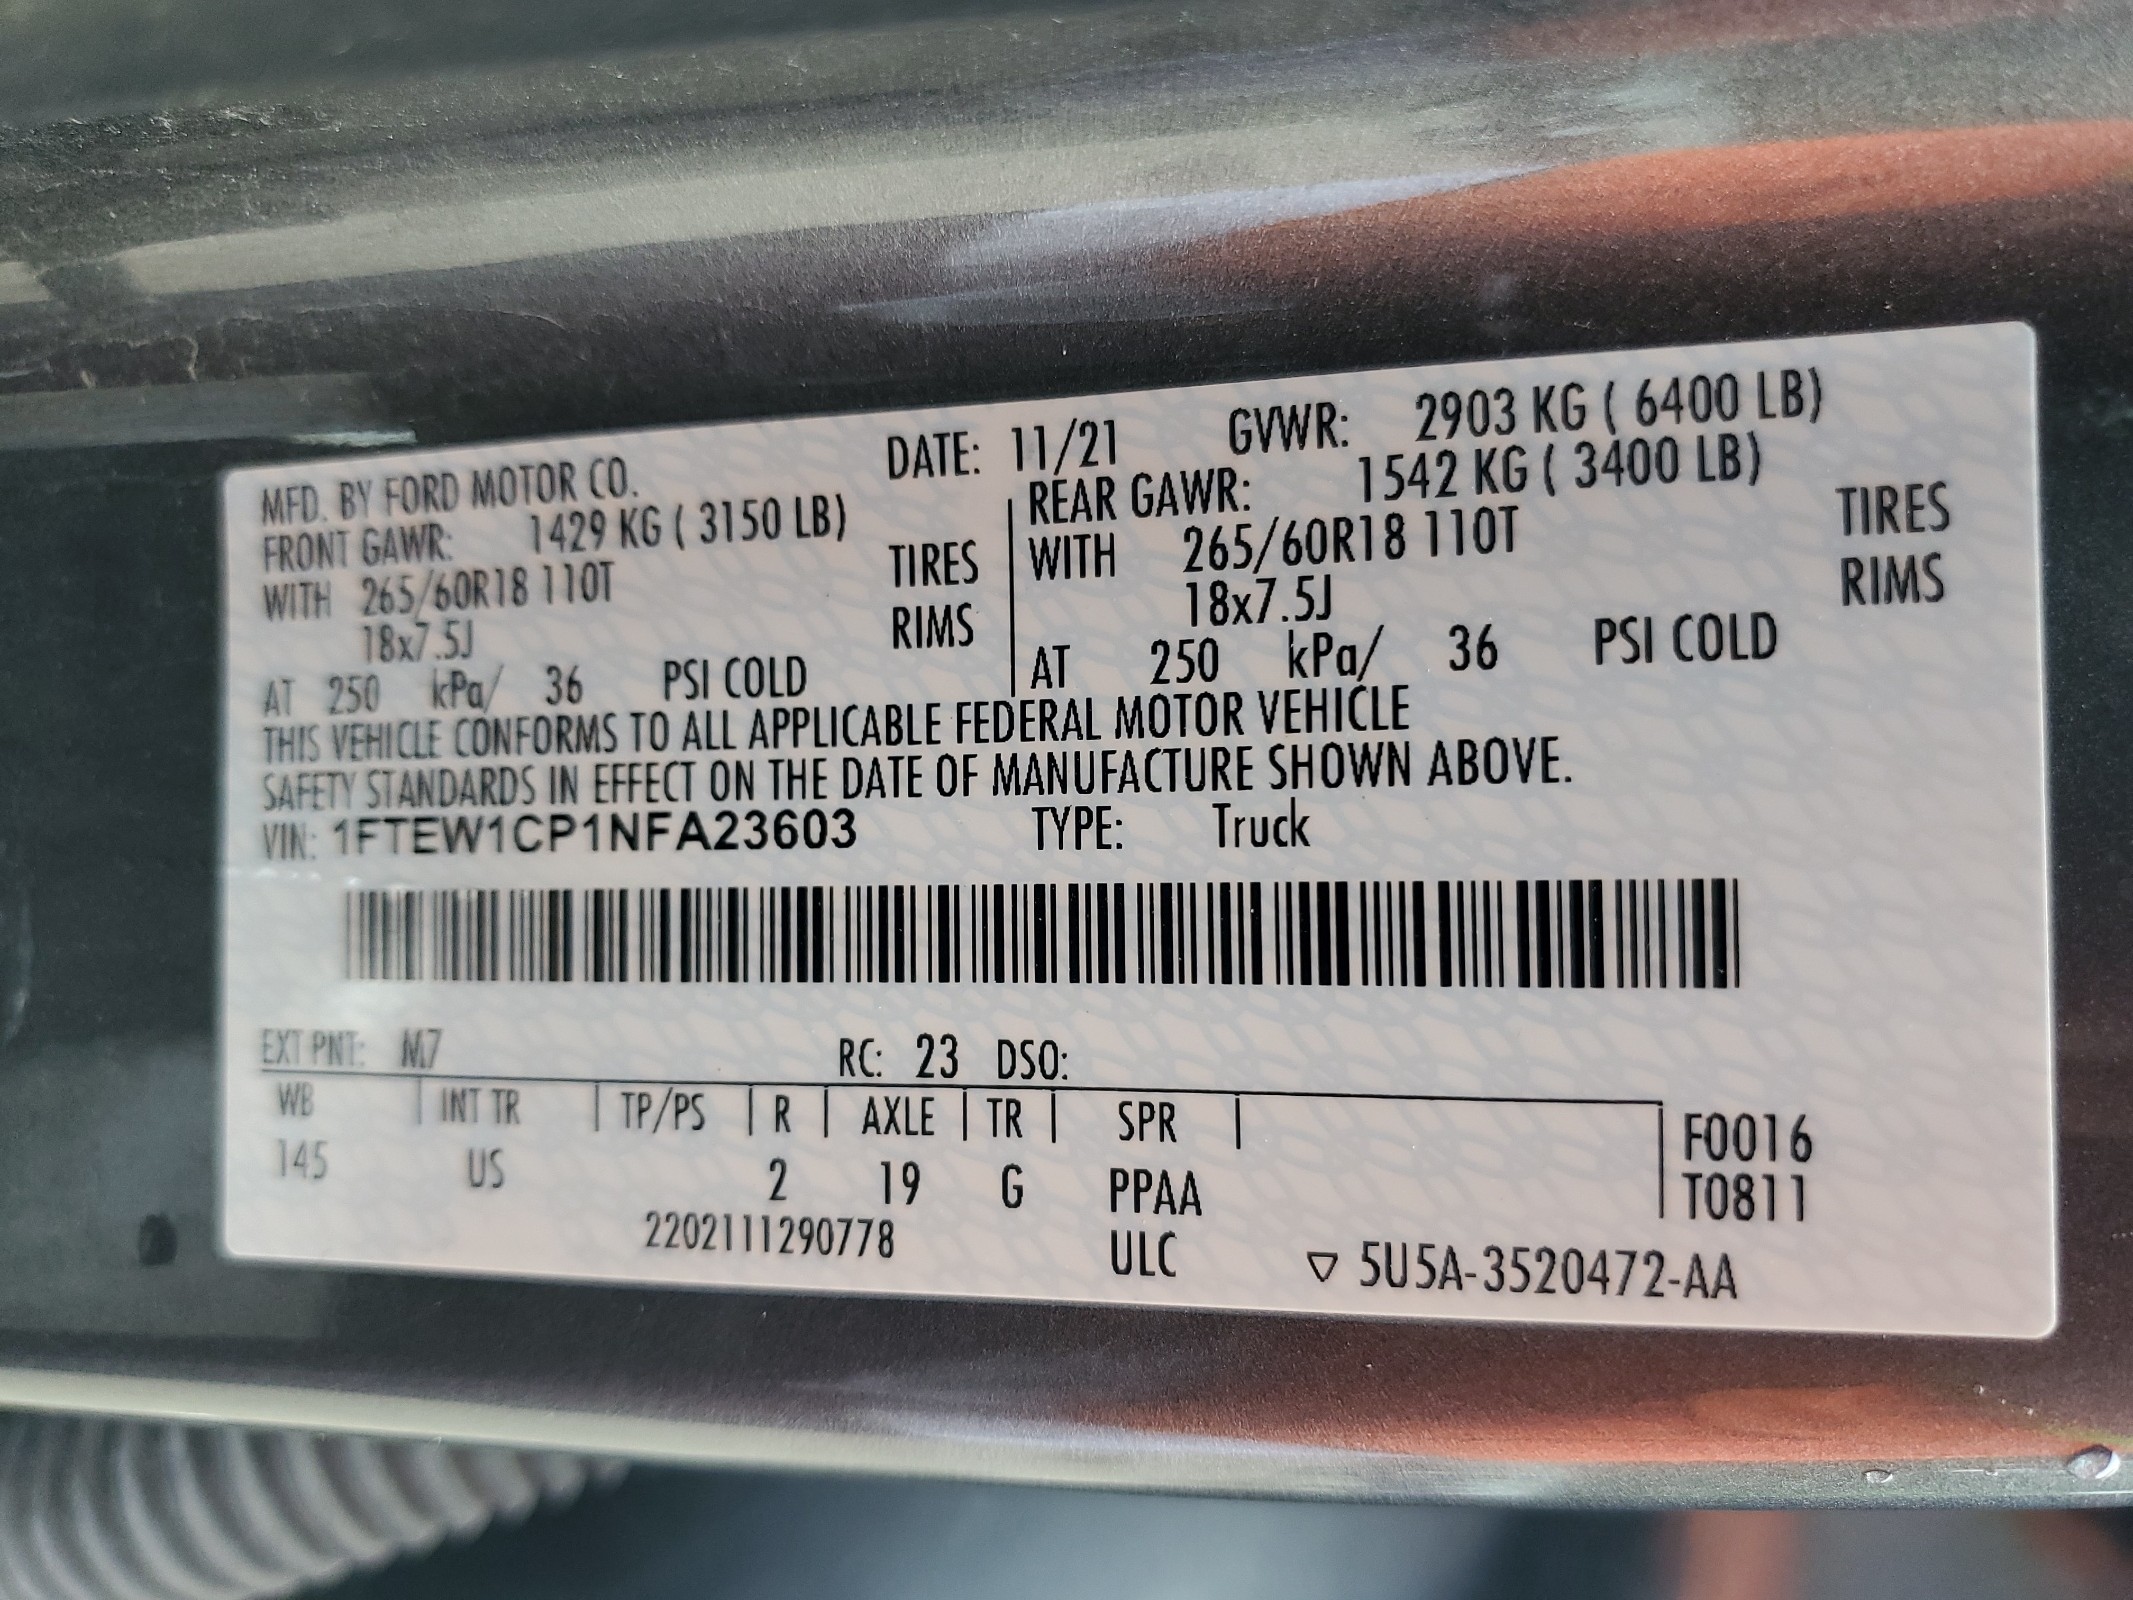 MFD. BY FORD MOTOR CO. DATE: 11/21 GVWR: 2903 KG ( 6400 LB)
FRONT GAWR: 1429 KG ( 3150 LB) REAR GAWR: 1542 KG ( 3400 LB)
WITH 265/60R18 110T TIRES WITH 265/60R18 110T TIRES
18x7.5J RIMS 18x7.5J RIMS
AT 250 kPa/ 36 PSI COLD AT 250 kPa/ 36 PSI COLD
THIS VEHICLE CONFORMS TO ALL APPLICABLE FEDERAL MOTOR VEHICLE
SAFETY STANDARDS IN EFFECT ON THE DATE OF MANUFACTURE SHOWN ABOVE.
VIN: 1FTEW1CP1NFA23603 TYPE: Truck
EXT PNT: M7 RC: 23 DSO:
WB | INT TR | TP/PS | R | AXLE | TR | SPR | F0016
145 US 2 19 G PPAA T0811
2202111290778 ULC ▽ 5U5A-3520472-AA